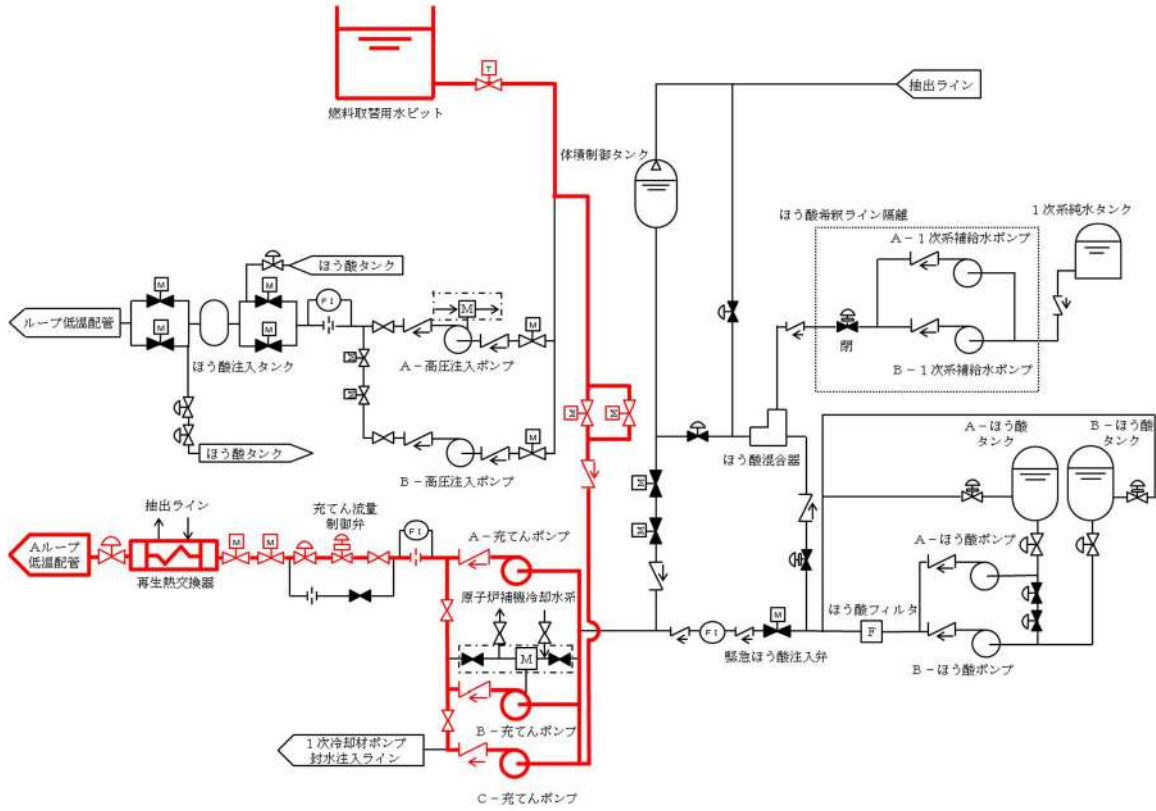 燃料取替用水ピット
T
抽出ライン
体積制御タンク
ほう酸希釈ライン隔離
1次系純水タンク
A-1次系補給水ポンプ
ほう酸タンク
M
M
FI
M
M
ループ低温配管
M
M
閉
ほう酸注入タンク
A-高圧注入ポンプ
B-1次系補給水ポンプ
M
M
M
M
M
A-ほう酸
タンク
B-ほう酸
タンク
ほう酸タンク
ほう酸混合器
B-高圧注入ポンプ
M
M
抽出ライン
充てん流量
制御弁
FI
A-充てんポンプ
A-ほう酸ポンプ
Aループ
低温配管
M
M
再生熱交換器
原子炉補機冷却水系
ほう酸フィルタ
M
FI
M
F
緊急ほう酸注入弁
B-ほう酸ポンプ
B-充てんポンプ
1次冷却材ポンプ
封水注入ライン
C-充てんポンプ